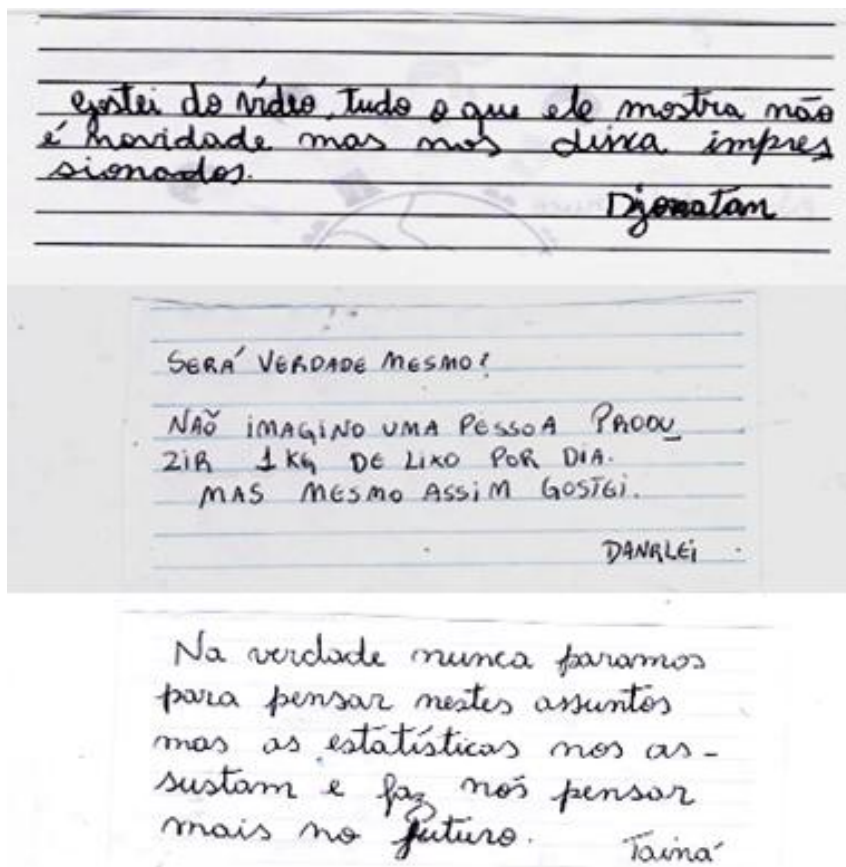 Gostei do vídeo, tudo o que ele mostra não
é novidade mas nos deixa impres
sionados.
Djonatan
SERÁ VERDADE MESMO?
NÃO IMAGINO UMA PESSOA PRODU_
ZIR 1 KG DE LIXO POR DIA.
MAS MESMO ASSIM GOSTEI.
DANRLEI
Na verdade nunca paramos
para pensar nestes assuntos
mas as estatísticas nos as-
sustam e faz nós pensar
mais no futuro.
Tainá